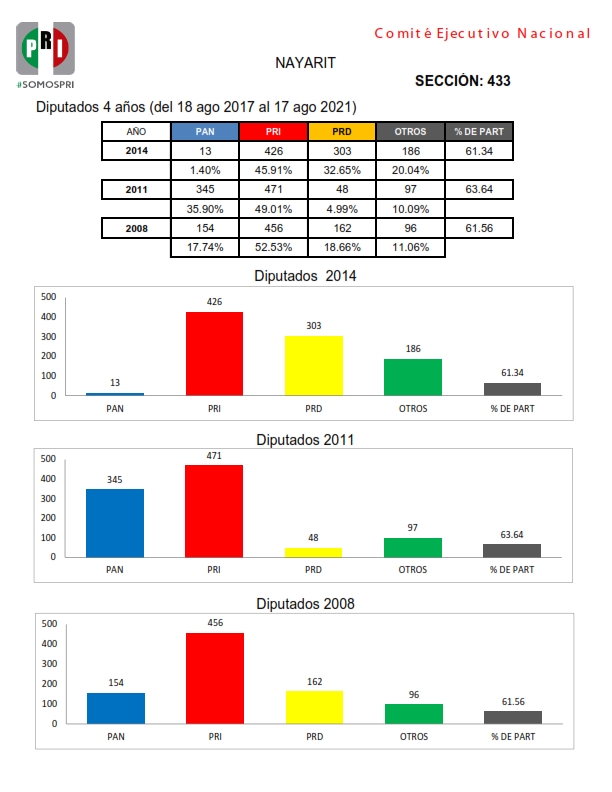 Comité Ejecutivo Nacional
PRI
#SOMOSPRI
NAYARIT
SECCIÓN: 433
Diputados 4 años (del 18 ago 2017 al 17 ago 2021)
AÑO PAN PRI PRD OTROS % DE PART
2014 13 426 303 186 61.34
1.40% 45.91% 32.65% 20.04%
2011 345 471 48 97 63.64
35.90% 49.01% 4.99% 10.09%
2008 154 456 162 96 61.56
17.74% 52.53% 18.66% 11.06%
Diputados 2014
500
400
300
200
100
0
13 426 303 186 61.34
PAN PRI PRD OTROS % DE PART
Diputados 2011
500
400
300
200
100
0
345 471 48 97 63.64
PAN PRI PRD OTROS % DE PART
Diputados 2008
500
400
300
200
100
0
154 456 162 96 61.56
PAN PRI PRD OTROS % DE PART